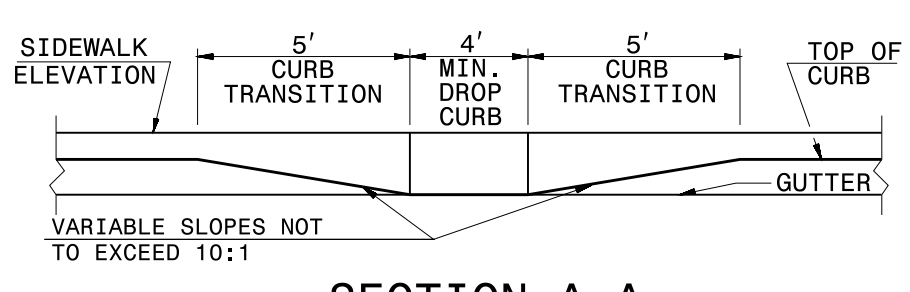 SIDEWALK
ELEVATION
5'
CURB
TRANSITION
4'
MIN.
DROP
CURB
5'
CURB
TRANSITION
TOP OF
CURB
GUTTER
VARIABLE SLOPES NOT
TO EXCEED 10:1
SECTION A-A